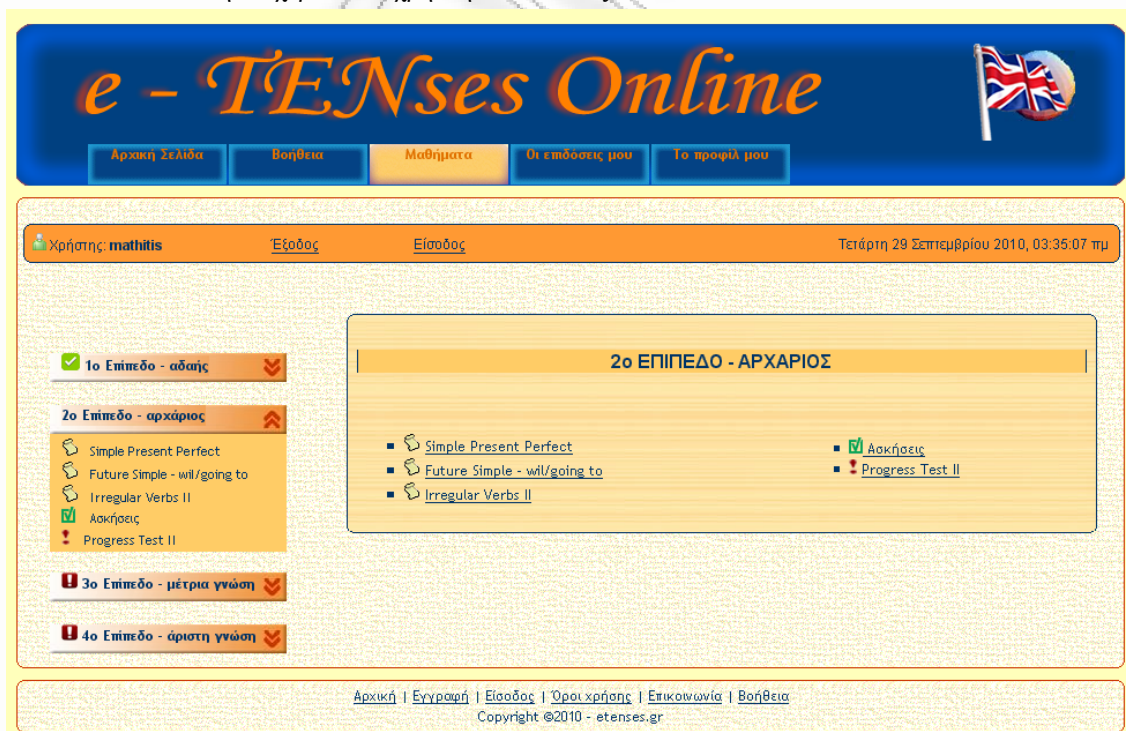 e - TENses Online
Αρχική Σελίδα Βοήθεια Μαθήματα Οι επιδόσεις μου Το προφίλ μου
Χρήστης: mathitis Έξοδος Είσοδος Τετάρτη 29 Σεπτεμβρίου 2010, 03:35:07 πμ
1ο Επίπεδο - αδαής
2ο Επίπεδο - αρχάριος
Simple Present Perfect
Future Simple - wil/going to
Irregular Verbs II
Ασκήσεις
Progress Test II
3ο Επίπεδο - μέτρια γνώση
4ο Επίπεδο - άριστη γνώση
2ο ΕΠΙΠΕΔΟ - ΑΡΧΑΡΙΟΣ
Simple Present Perfect
Future Simple - wil/going to
Irregular Verbs II
Ασκήσεις
Progress Test II
Αρχική | Εγγραφή | Είσοδος | Όροι χρήσης | Επικοινωνία | Βοήθεια
Copyright ©2010 - etenses.gr